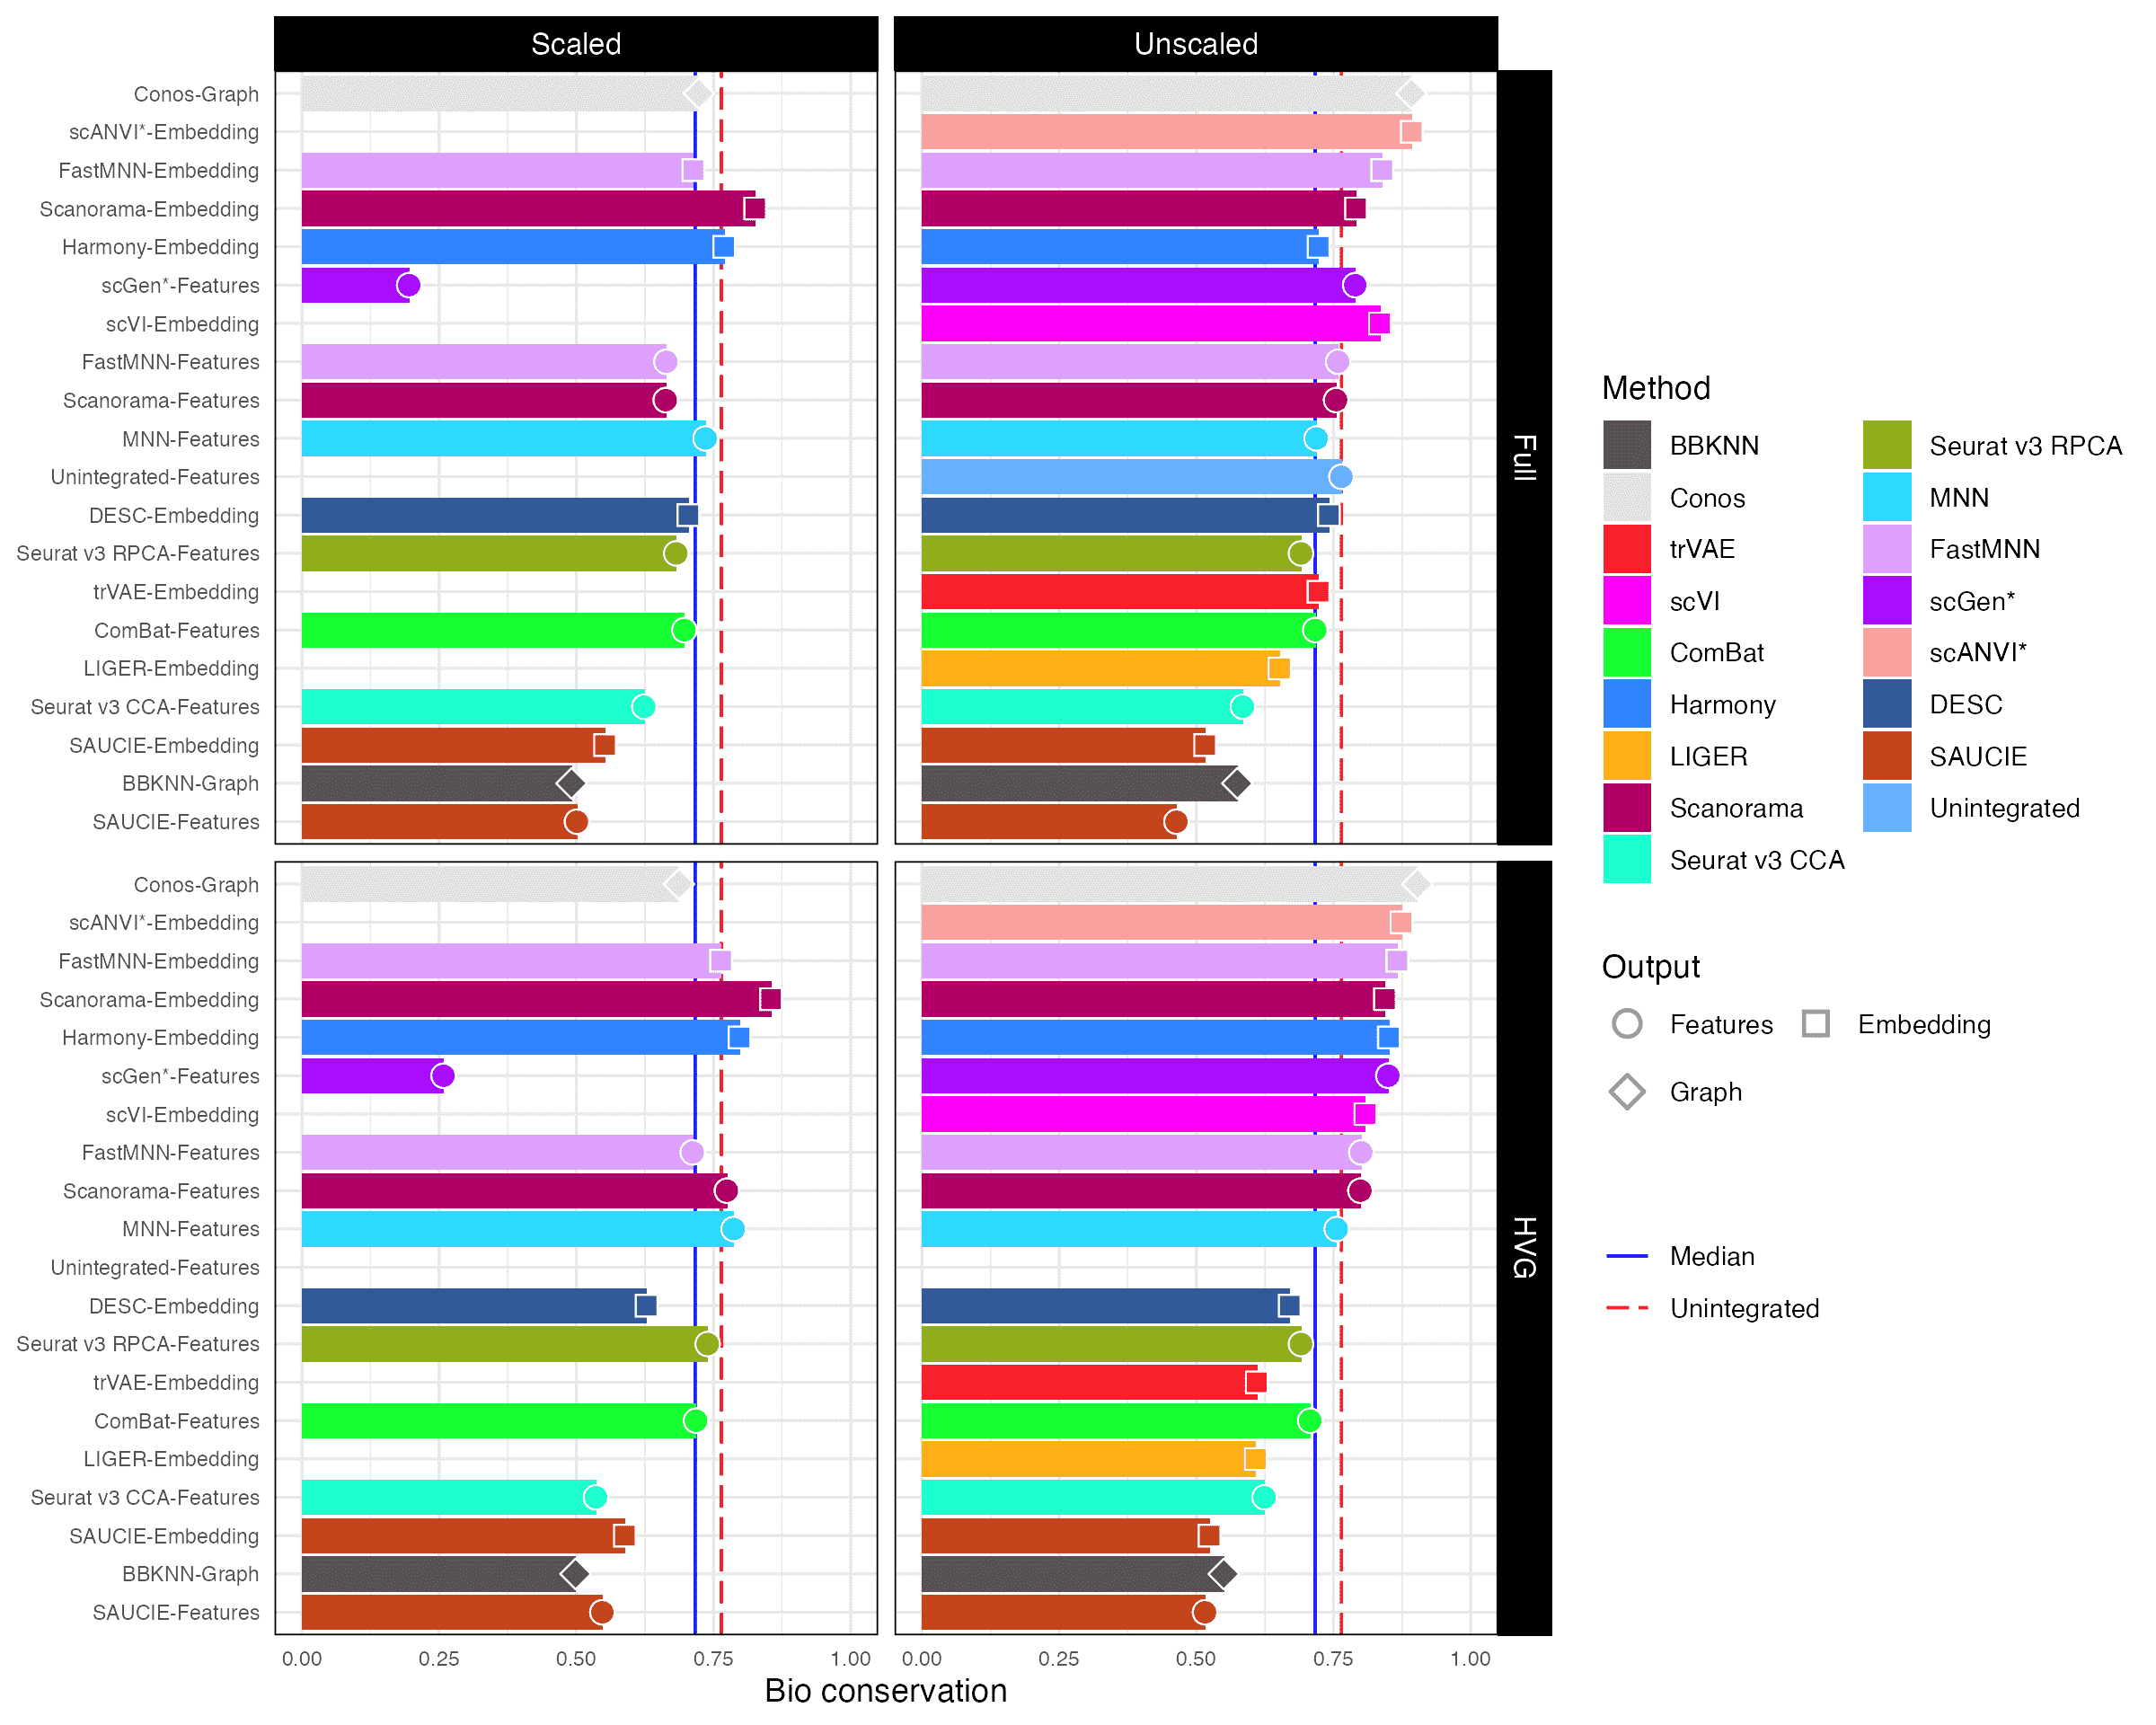 Scaled
Unscaled
Conos-Graph
scANVI*-Embedding
FastMNN-Embedding
Scanorama-Embedding
Harmony-Embedding
scGen*-Features
scVI-Embedding
FastMNN-Features
Scanorama-Features
MNN-Features
Unintegrated-Features
DESC-Embedding
Seurat v3 RPCA-Features
trVAE-Embedding
ComBat-Features
LIGER-Embedding
Seurat v3 CCA-Features
SAUCIE-Embedding
BBKNN-Graph
SAUCIE-Features
Full
Conos-Graph
scANVI*-Embedding
FastMNN-Embedding
Scanorama-Embedding
Harmony-Embedding
scGen*-Features
scVI-Embedding
FastMNN-Features
Scanorama-Features
MNN-Features
Unintegrated-Features
DESC-Embedding
Seurat v3 RPCA-Features
trVAE-Embedding
ComBat-Features
LIGER-Embedding
Seurat v3 CCA-Features
SAUCIE-Embedding
BBKNN-Graph
SAUCIE-Features
HVG
0.00 0.25 0.50 0.75 1.00
0.00 0.25 0.50 0.75 1.00
Bio conservation
Method
BBKNN
Conos
trVAE
scVI
ComBat
Harmony
LIGER
Scanorama
Seurat v3 CCA
Seurat v3 RPCA
MNN
FastMNN
scGen*
scANVI*
DESC
SAUCIE
Unintegrated
Output
Features
Embedding
Graph
Median
Unintegrated